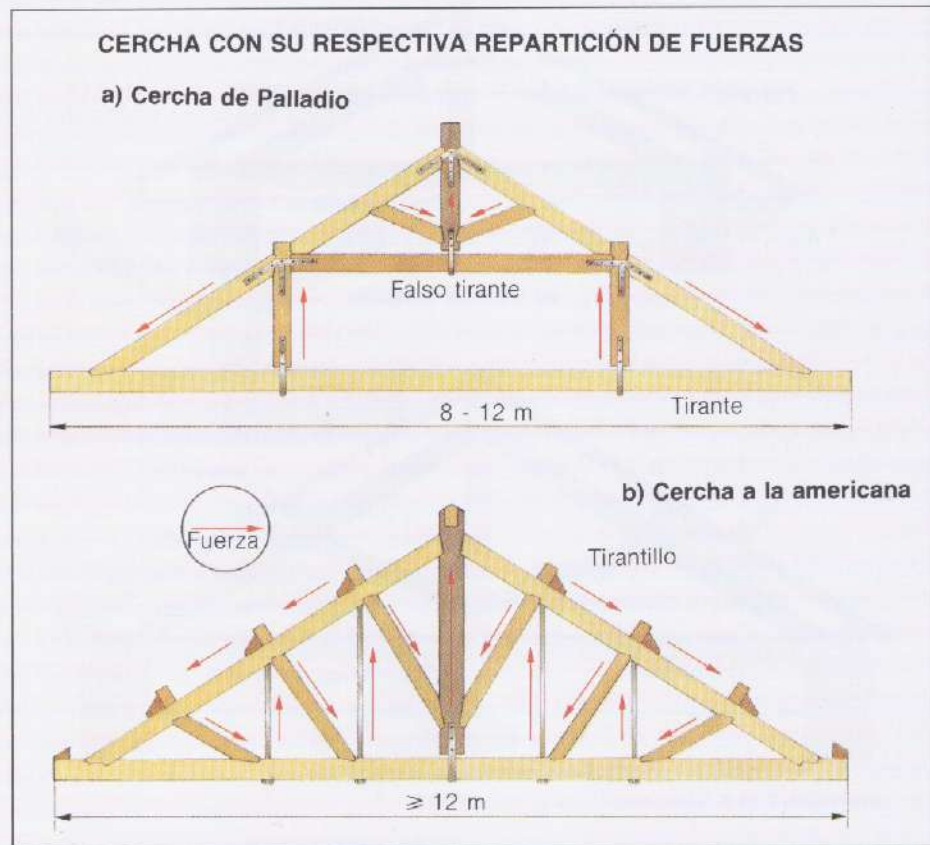 CERCHA CON SU RESPECTIVA REPARTICIÓN DE FUERZAS
a) Cercha de Palladio
Falso tirante
Tirante
8 - 12 m
b) Cercha a la americana
Fuerza
Tirantillo
≥ 12 m